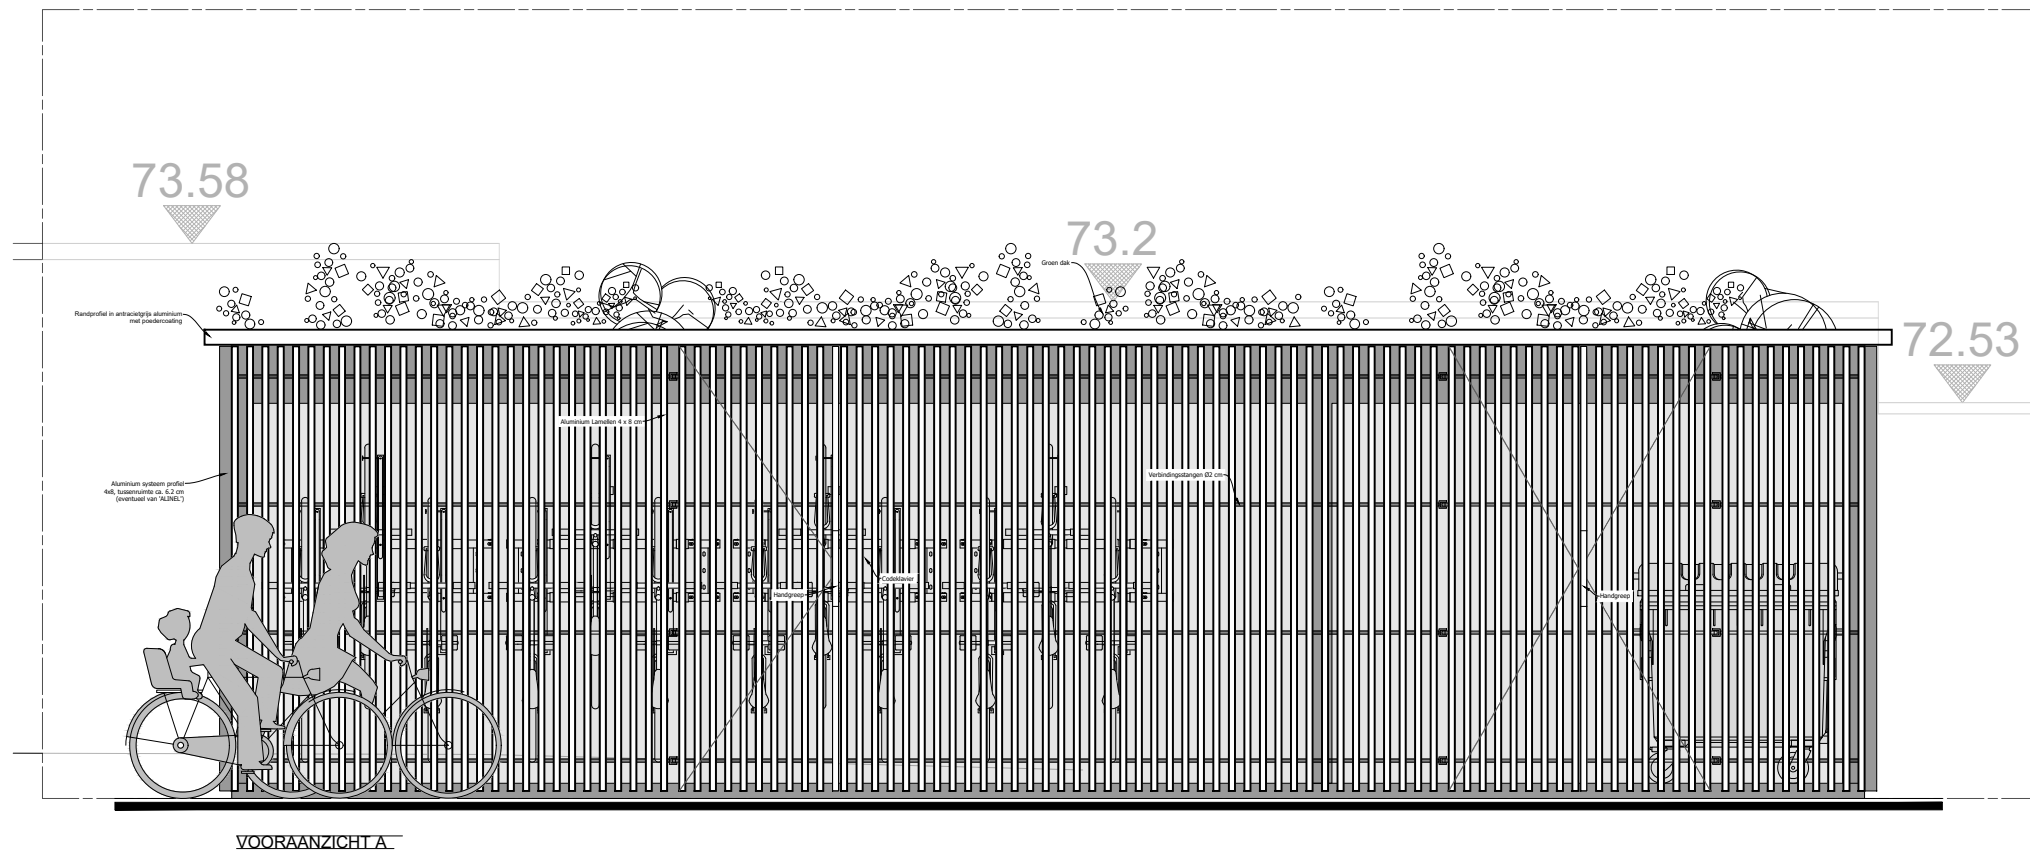 73.58
73.2
Groen dak
Randprofiel in antracietgrijs aluminium
met poedercoating
72.53
Aluminium Lamellen 4 x 8 cm
Aluminium systeem profiel
4x8, tussenruimte ca. 6.2 cm
(eventueel van 'ALINEL')
Verbindingsstangen Ø2 cm
Codeklavier
Handgreep
Handgreep
VOORAANZICHT A